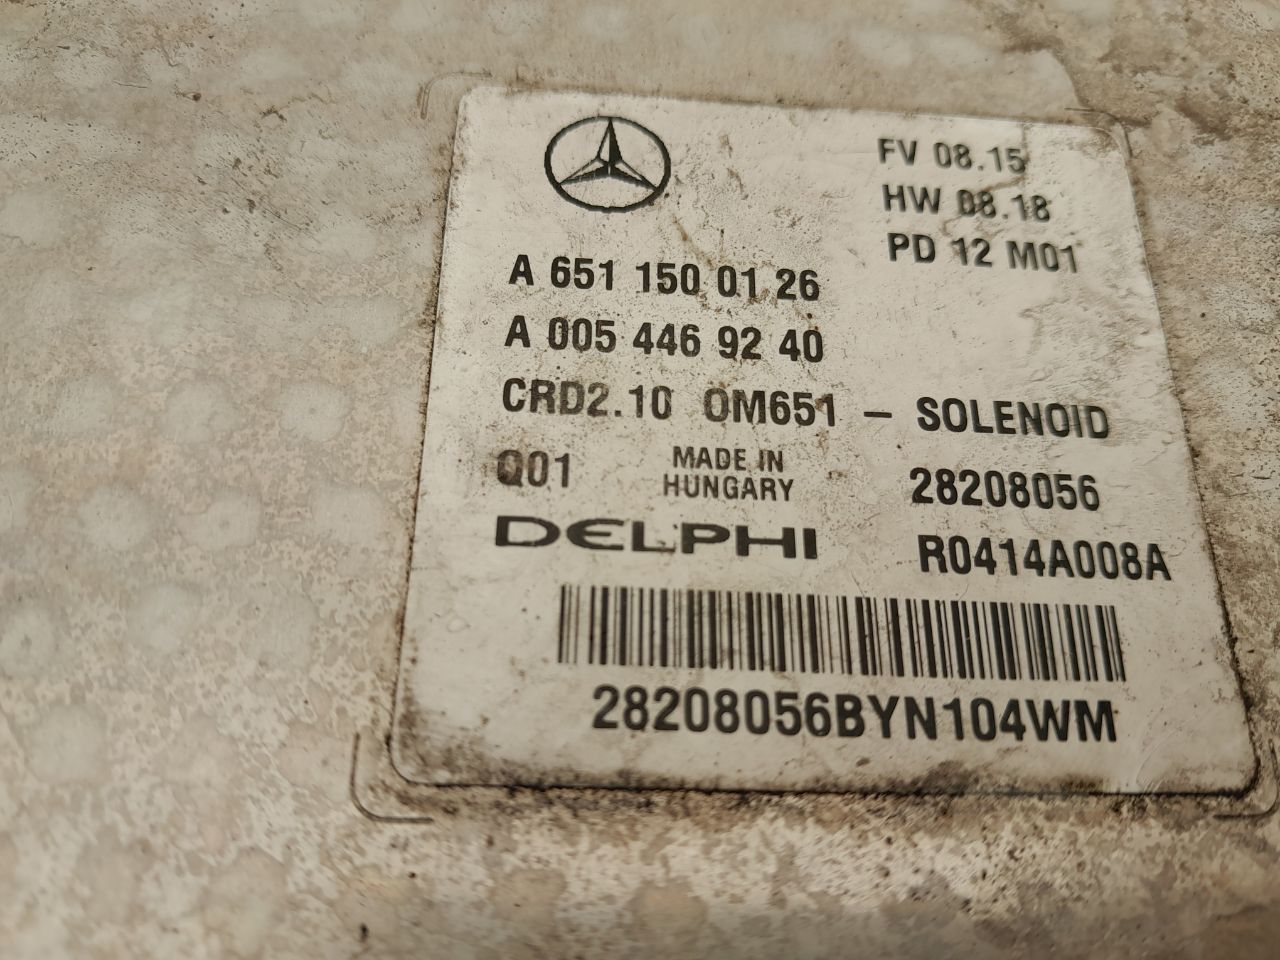 FV 08.15
HW 08.18
PD 12 M01
A 651 150 01 26
A 005 446 92 40
CRD2.10 OM651 – SOLENOID
Q01 MADE IN HUNGARY 28208056
DELPHI R0414A008A
28208056BYN104WM